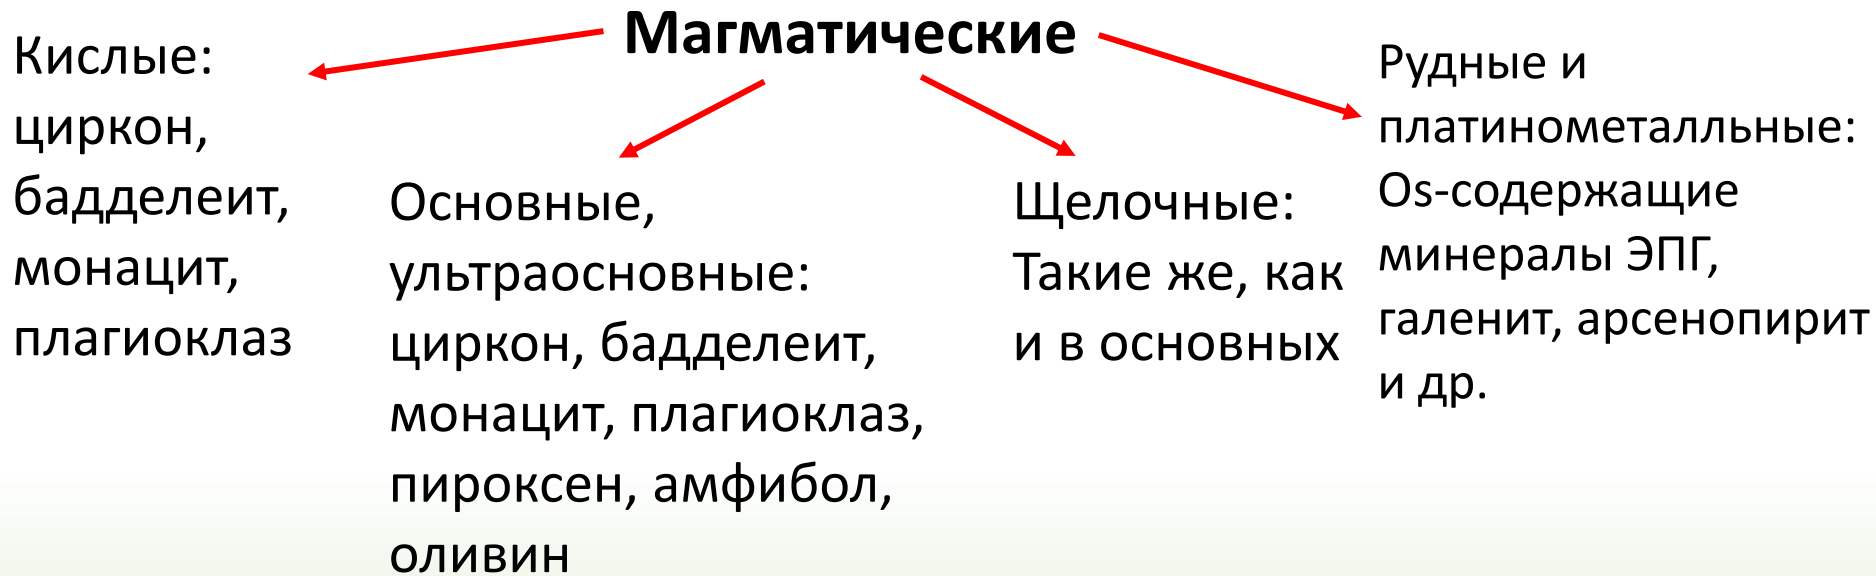 Магматические
Кислые:
циркон,
бадделеит,
монацит,
плагиоклаз
Основные,
ультраосновные:
циркон, бадделеит,
монацит, плагиоклаз,
пироксен, амфибол,
оливин
Щелочные:
Такие же, как
и в основных
Рудные и
платинометалльные:
Os-содержащие
минералы ЭПГ,
галенит, арсенопирит
и др.